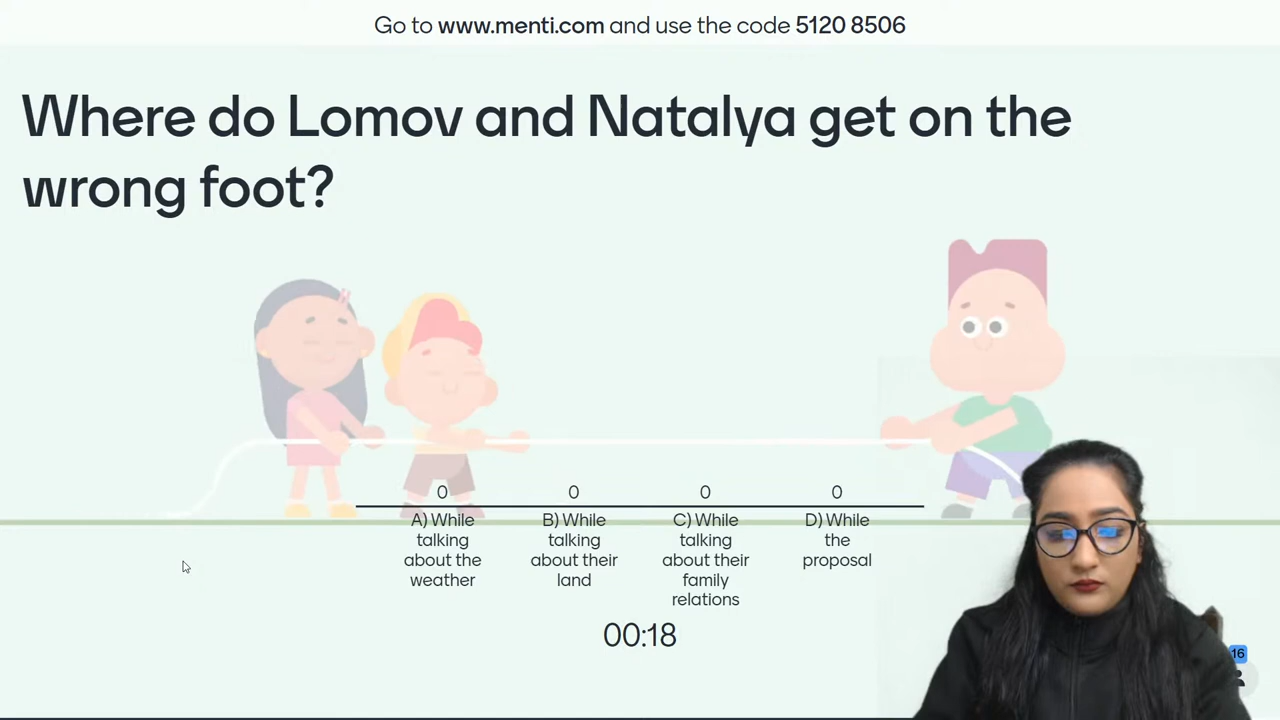 Go to www.menti.com and use the code 5120 8506
Where do Lomov and Natalya get on the
wrong foot?
0
0
0
0
A) While
talking
about the
weather
B) While
talking
about their
land
C) While
talking
about their
family
relations
D) While
the
proposal
00:18
16